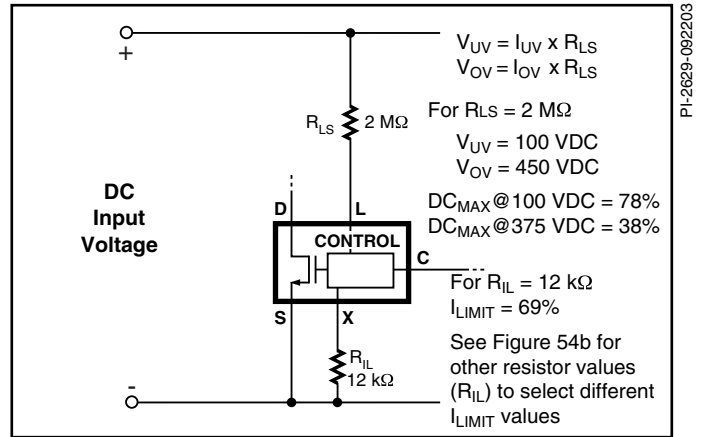 PI-2629-092203
+
V_UV = I_UV x R_LS
V_OV = I_OV x R_LS
R_LS 2 MΩ
For RLS = 2 MΩ
V_UV = 100 VDC
V_OV = 450 VDC
DC
Input
Voltage
DC_MAX@100 VDC = 78%
DC_MAX@375 VDC = 38%
D
L
CONTROL
C
S
X
For R_IL = 12 kΩ
I_LIMIT = 69%
R_IL
12 kΩ
See Figure 54b for
other resistor values
(R_IL) to select different
I_LIMIT values
-